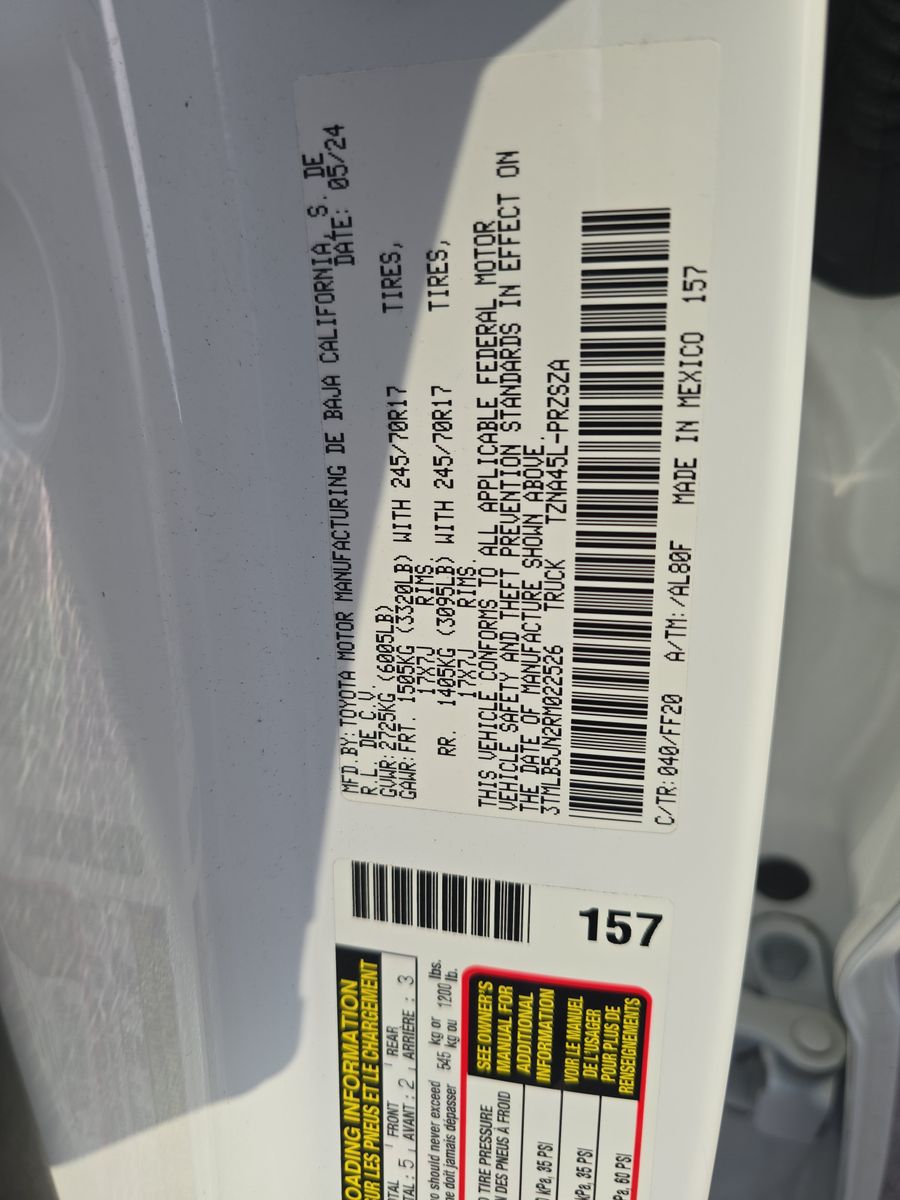 MFD.BY:TOYOTA MOTOR MANUFACTURING DE BAJA CALIFORNIA, S. DE
R.L. DE C.V. DATE: 05/24
GVWR:2725KG (6005LB)
GAWR:FRT. 1505KG (3320LB) WITH 245/70R17 TIRES,
17X7J RIMS.
RR. 1405KG (3095LB) WITH 245/70R17 TIRES,
17X7J RIMS.
THIS VEHICLE CONFORMS TO ALL APPLICABLE FEDERAL MOTOR
VEHICLE SAFETY AND THEFT PREVENTION STANDARDS IN EFFECT ON
THE DATE OF MANUFACTURE SHOWN ABOVE.
3TMLB5JN2RM022526 TRUCK TZNA45L-PRZSZA
C/TR:040/FF20 A/TM:/AL80F MADE IN MEXICO 157
157
OADING INFORMATION
UR LES PNEUS ET LE CHARGEMENT
TAL FRONT REAR
TAL : 5 , AVANT : 2 , ARRIÈRE : 3
o should never exceed 545 kg or 1200 lbs.
ne doit jamais dépasser 545 kg ou 1200 lb.
TIRE PRESSURE
N DES PNEUS À FROID
kPa, 35 PSI
kPa, 35 PSI
kPa, 60 PSI
SEE OWNER'S
MANUAL FOR
ADDITIONAL
INFORMATION
VOIR LE MANUEL
DE L'USAGER
POUR PLUS DE
RENSEIGNEMENTS